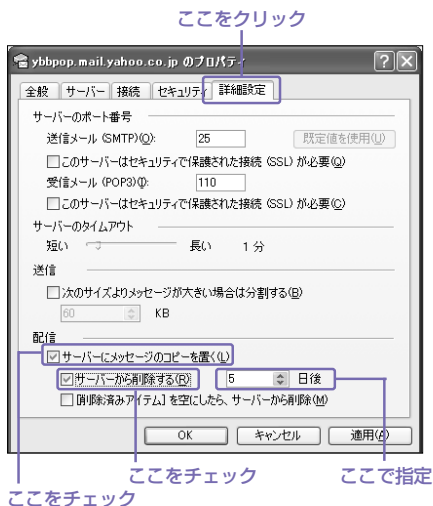 ここをクリック
ybbpop.mail.yahoo.co.jp のプロパティ
全般 サーバー 接続 セキュリティ 詳細設定
サーバーのポート番号
送信メール (SMTP)(O): 25 既定値を使用(U)
このサーバーはセキュリティで保護された接続 (SSL) が必要(Q)
受信メール (POP3)(I): 110
このサーバーはセキュリティで保護された接続 (SSL) が必要(C)
サーバーのタイムアウト
短い 長い 1 分
送信
次のサイズよりメッセージが大きい場合は分割する(B)
60 KB
配信
サーバーにメッセージのコピーを置く(L)
サーバーから削除する(R) 5 日後
[削除済みアイテム] を空にしたら、サーバーから削除(M)
OK キャンセル 適用(A)
ここをチェック ここで指定
ここをチェック